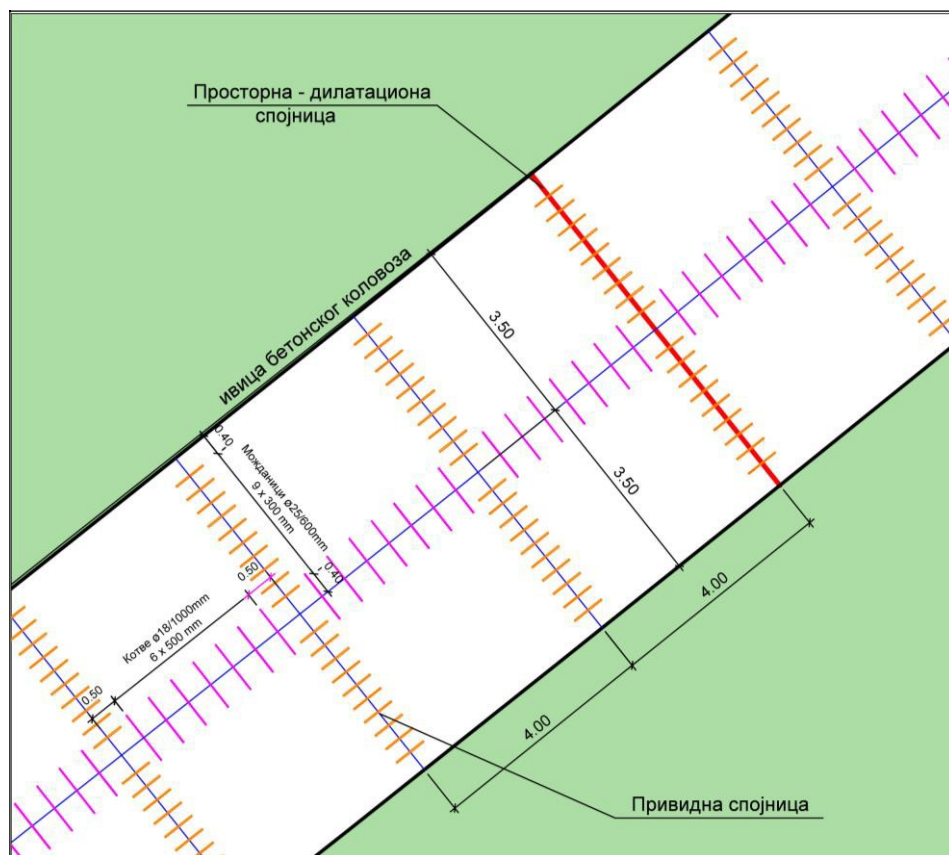 Просторна - дилатациона
спојница
ивица бетонског коловоза
3.50
0.40
Мождaници ø25/600mm
9 x 300 mm
3.50
0.40
0.50
Котве ø18/1000mm
6 x 500 mm
0.50
4.00
4.00
Привидна спојница